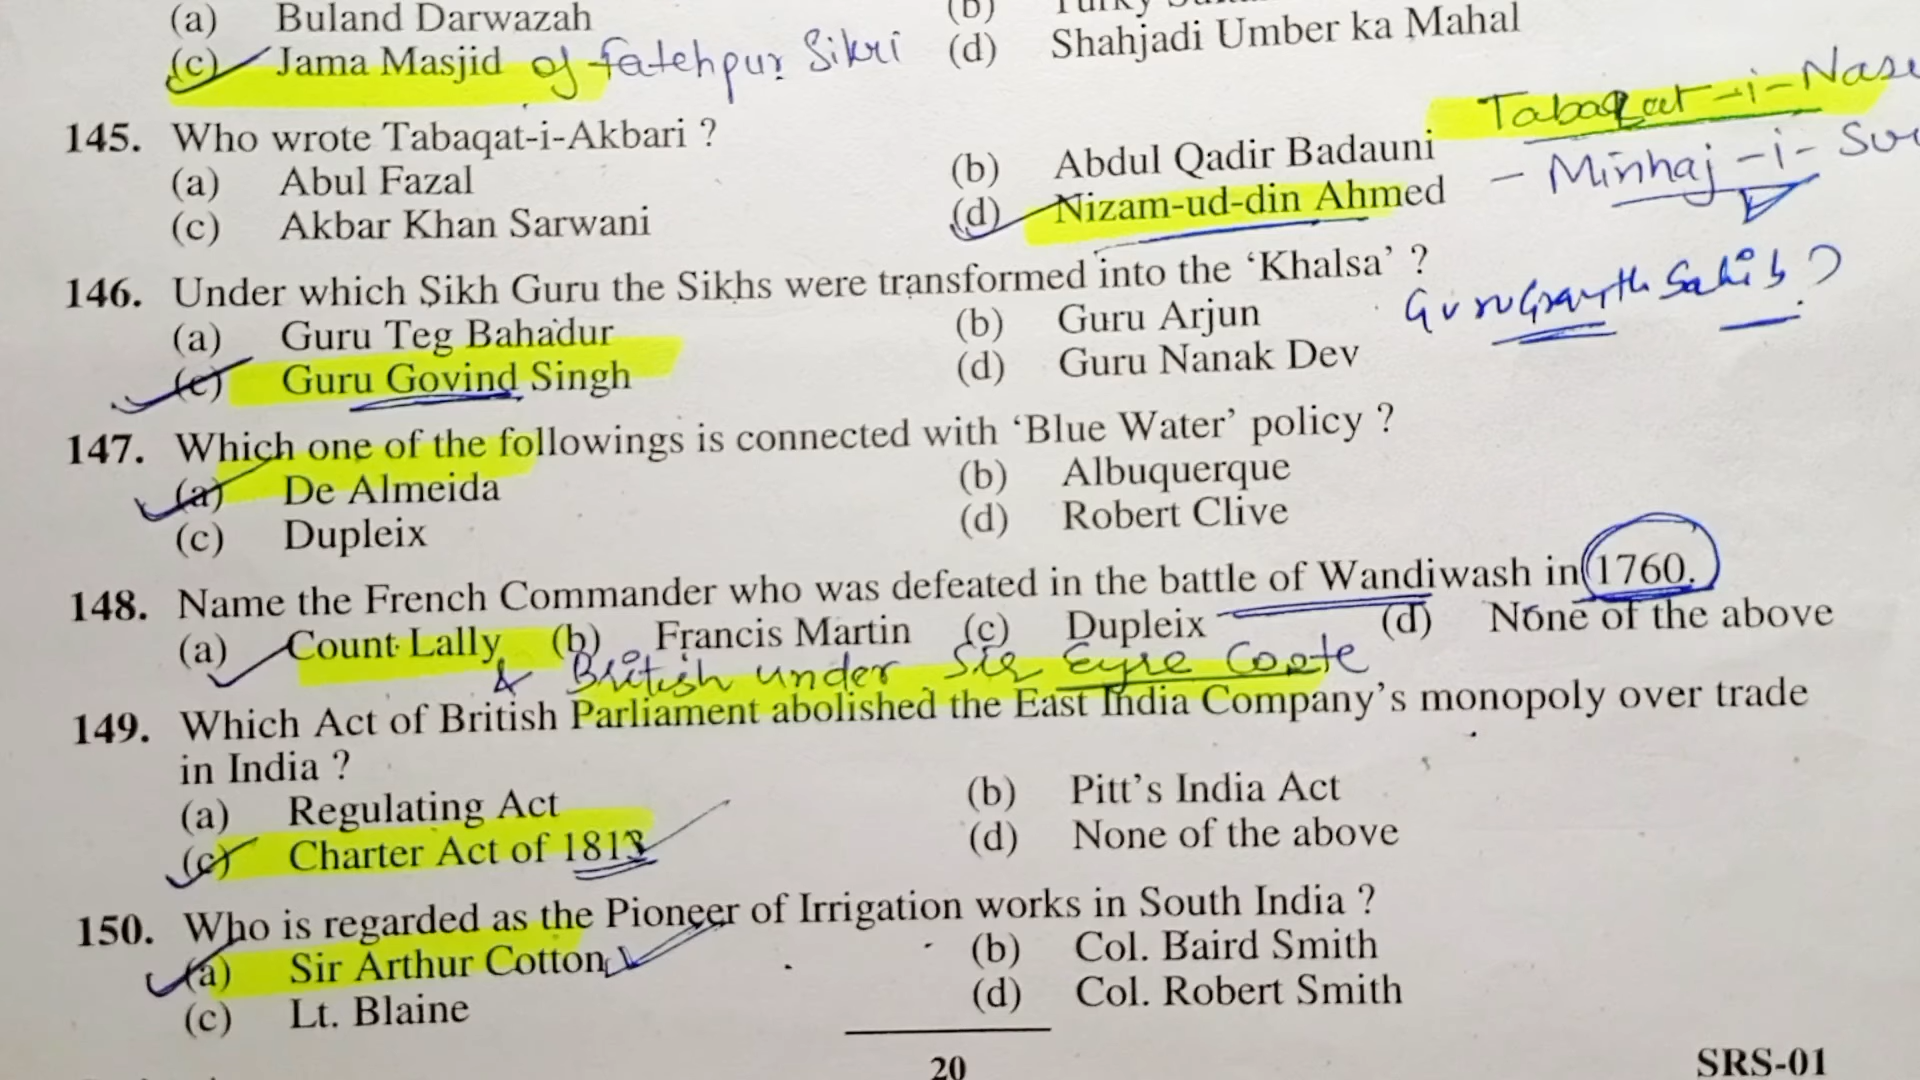 (a) Buland Darwazah (b)
(c) Jama Masjid of Fatehpur Sikri (d) Shahjadi Umber ka Mahal
145. Who wrote Tabaqat-i-Akbari ? Tabaqat-i-
(a) Abul Fazal (b) Abdul Qadir Badauni - Minhaj-i-
(c) Akbar Khan Sarwani (d) Nizam-ud-din Ahmed
146. Under which Sikh Guru the Sikhs were transformed into the ‘Khalsa’ ?
(a) Guru Teg Bahadur (b) Guru Arjun Guru Granth Sahib ?
(c) Guru Govind Singh (d) Guru Nanak Dev
147. Which one of the followings is connected with ‘Blue Water’ policy ?
(a) De Almeida (b) Albuquerque
(c) Dupleix (d) Robert Clive
148. Name the French Commander who was defeated in the battle of Wandiwash in 1760.
(a) Count Lally (b) Francis Martin (c) Dupleix (d) None of the above
& British under Sir Eyre Coote
149. Which Act of British Parliament abolished the East India Company’s monopoly over trade
in India ?
(a) Regulating Act (b) Pitt’s India Act
(c) Charter Act of 1813 (d) None of the above
150. Who is regarded as the Pioneer of Irrigation works in South India ?
(a) Sir Arthur Cotton (b) Col. Baird Smith
(c) Lt. Blaine (d) Col. Robert Smith
20 SRS-01